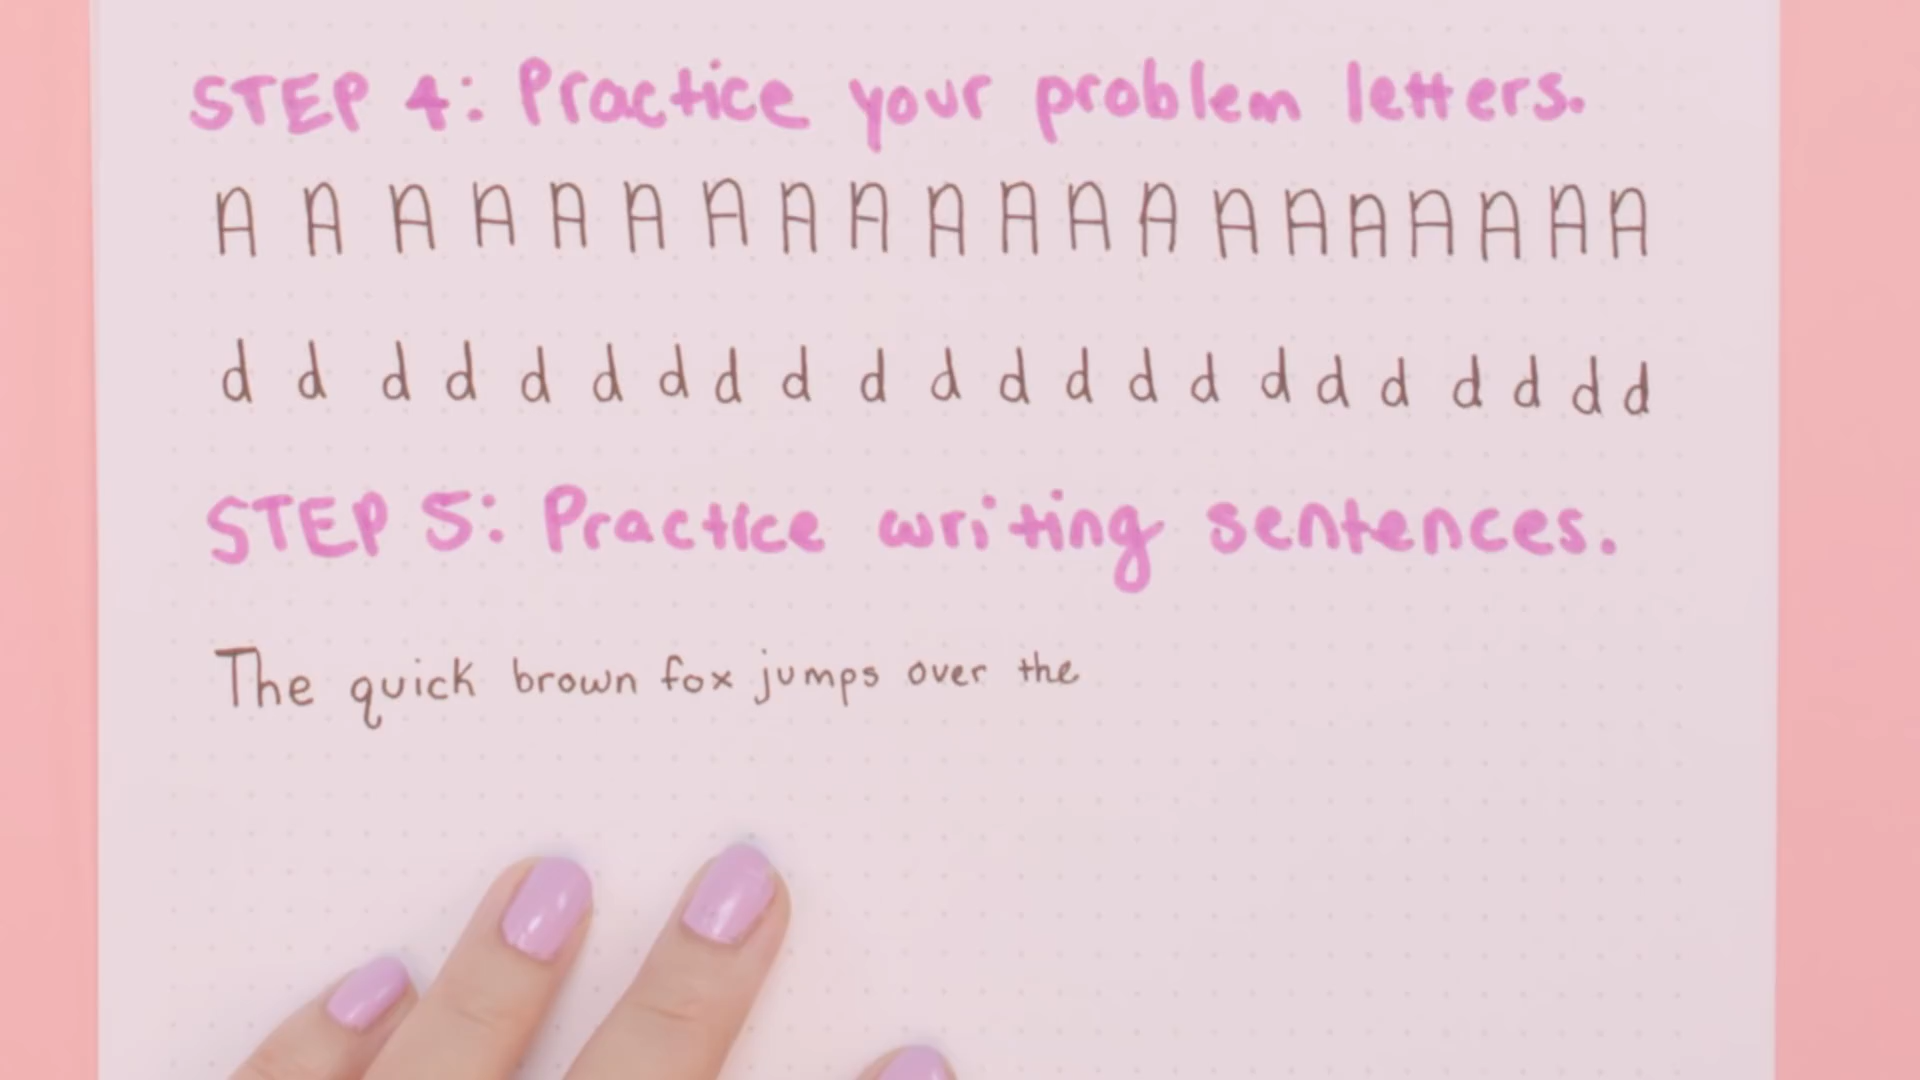 STEP 4: Practice your problem letters.
A A A A A A A A A A A A A A A A A A A A
d d d d d d d d d d d d d d d d d d d d d d
STEP 5: Practice writing sentences.
The quick brown fox jumps over the